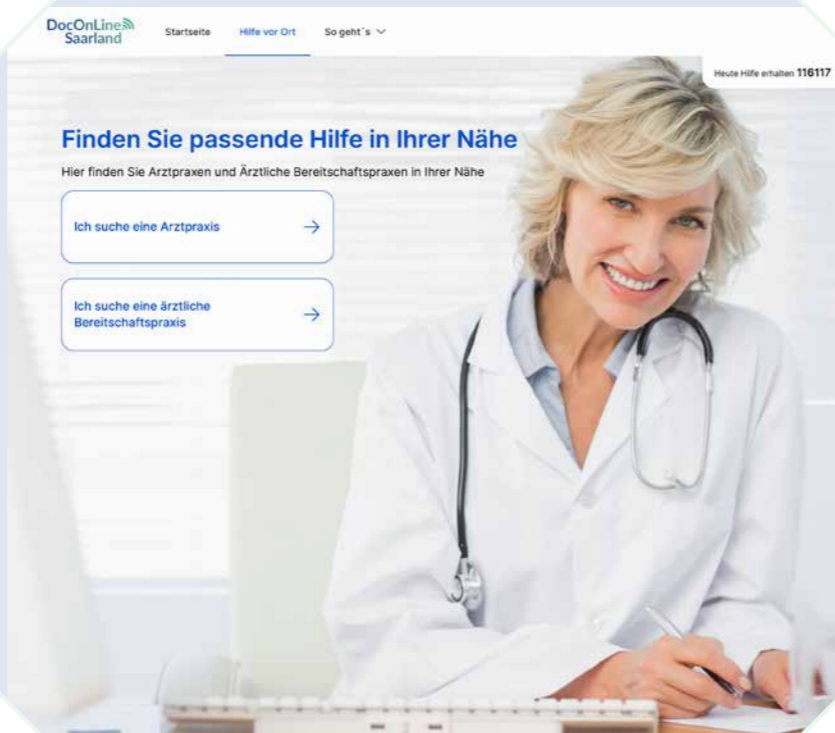 DocOnLine
Saarland
Startseite
Hilfe vor Ort
So geht´s
Heute Hilfe erhalten 116117
Finden Sie passende Hilfe in Ihrer Nähe
Hier finden Sie Arztpraxen und Ärztliche Bereitschaftspraxen in Ihrer Nähe
Ich suche eine Arztpraxis
Ich suche eine ärztliche
Bereitschaftspraxis